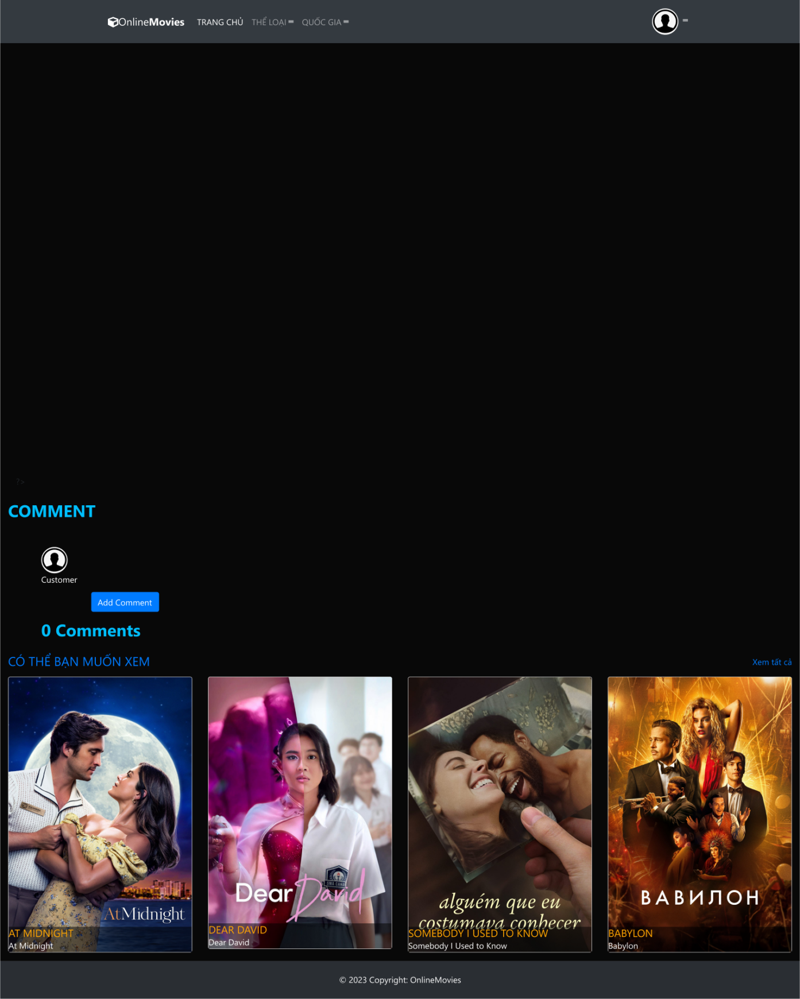 OnlineMovies TRANG CHỦ THỂ LOẠI QUỐC GIA
?>
COMMENT
Customer
Add Comment
0 Comments
CÓ THỂ BẠN MUỐN XEM Xem tất cả
At Midnight
AT MIDNIGHT
At Midnight
Dear David
DEAR DAVID
Dear David
alguém que eu
costumava conhecer
SOMEBODY I USED TO KNOW
Somebody I Used to Know
ВАВИЛОН
BABYLON
Babylon
© 2023 Copyright: OnlineMovies